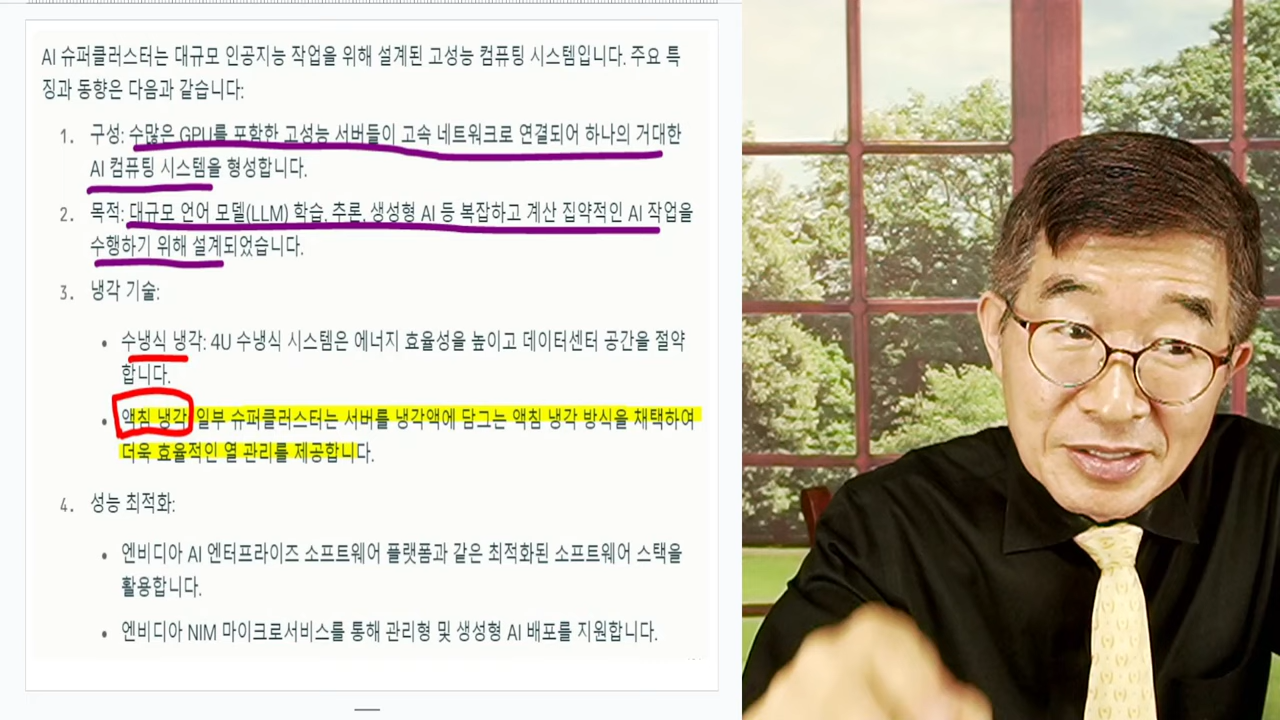 AI 슈퍼클러스터는 대규모 인공지능 작업을 위해 설계된 고성능 컴퓨팅 시스템입니다. 주요 특
징과 동향은 다음과 같습니다:
1. 구성: 수많은 GPU를 포함한 고성능 서버들이 고속 네트워크로 연결되어 하나의 거대한
AI 컴퓨팅 시스템을 형성합니다.
2. 목적: 대규모 언어 모델(LLM) 학습, 추론, 생성형 AI 등 복잡하고 계산 집약적인 AI 작업을
수행하기 위해 설계되었습니다.
3. 냉각 기술:
• 수냉식 냉각: 4U 수냉식 시스템은 에너지 효율성을 높이고 데이터센터 공간을 절약
합니다.
• 액침 냉각: 일부 슈퍼클러스터는 서버를 냉각액에 담그는 액침 냉각 방식을 채택하여
더욱 효율적인 열 관리를 제공합니다.
4. 성능 최적화:
• 엔비디아 AI 엔터프라이즈 소프트웨어 플랫폼과 같은 최적화된 소프트웨어 스택을
활용합니다.
• 엔비디아 NIM 마이크로서비스를 통해 관리형 및 생성형 AI 배포를 지원합니다.